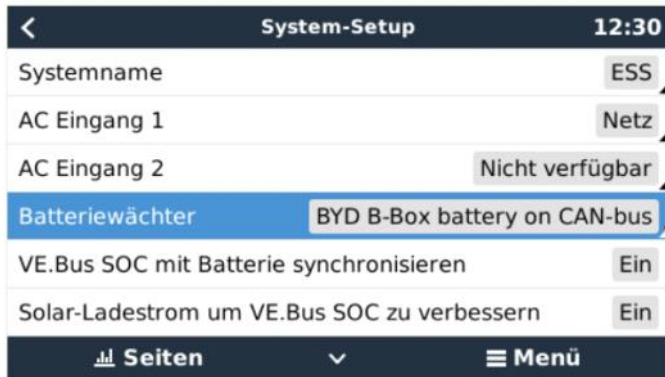 System-Setup 12:30
Systemname ESS
AC Eingang 1 Netz
AC Eingang 2 Nicht verfügbar
Batteriewächter BYD B-Box battery on CAN-bus
VE.Bus SOC mit Batterie synchronisieren Ein
Solar-Ladestrom um VE.Bus SOC zu verbessern Ein
Seiten Menü